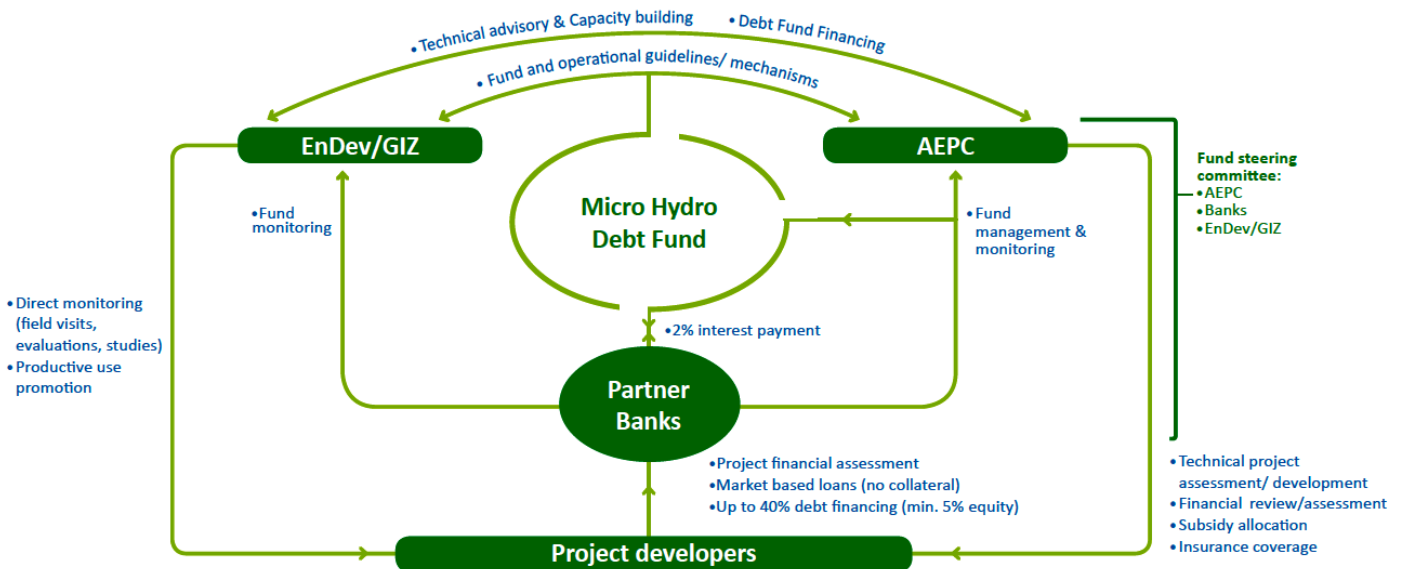 • Technical advisory & Capacity building
• Debt Fund Financing
• Fund and operational guidelines/ mechanisms
EnDev/GIZ
AEPC
Fund steering
committee:
• AEPC
• Banks
• EnDev/GIZ
Micro Hydro
Debt Fund
• Fund
monitoring
• Fund
management &
monitoring
• Direct monitoring
(field visits,
evaluations, studies)
• Productive use
promotion
• 2% interest payment
Partner
Banks
• Project financial assessment
• Market based loans (no collateral)
• Up to 40% debt financing (min. 5% equity)
• Technical project
assessment/ development
• Financial review/assessment
• Subsidy allocation
• Insurance coverage
Project developers